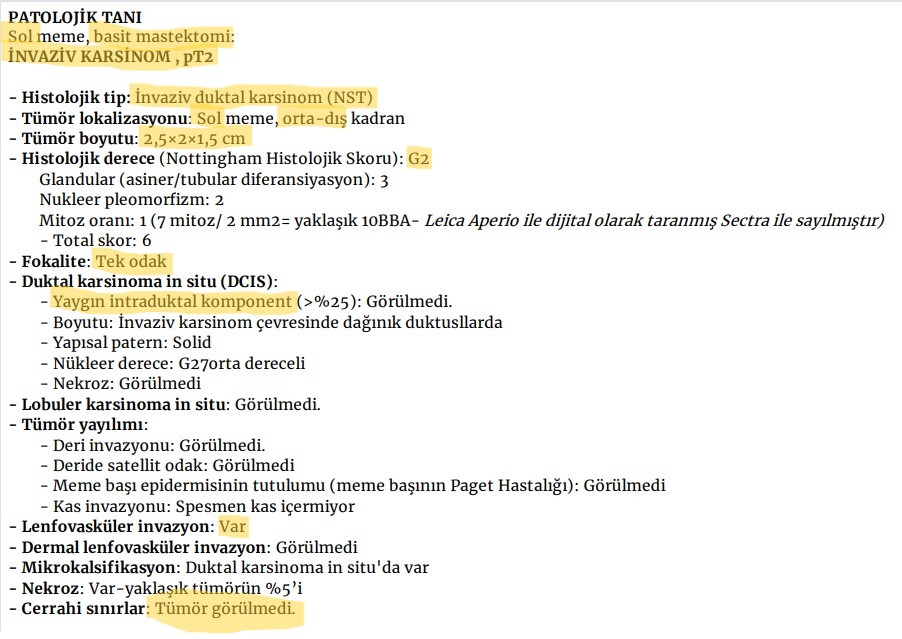 PATOLOJİK TANI
Sol meme, basit mastektomi:
İNVAZİV KARSİNOM , pT2
- Histolojik tip: İnvaziv duktal karsinom (NST)
- Tümör lokalizasyonu: Sol meme, orta-dış kadran
- Tümör boyutu: 2,5×2×1,5 cm
- Histolojik derece (Nottingham Histolojik Skoru): G2
Glandular (asiner/tubular diferansiyasyon): 3
Nukleer pleomorfizm: 2
Mitoz oranı: 1 (7 mitoz/ 2 mm2= yaklaşık 10BBA- Leica Aperio ile dijital olarak taranmış Sectra ile sayılmıştır)
- Total skor: 6
- Fokalite: Tek odak
- Duktal karsinoma in situ (DCIS):
- Yaygın intraduktal komponent (>%25): Görülmedi.
- Boyutu: İnvaziv karsinom çevresinde dağınık duktusllarda
- Yapısal patern: Solid
- Nükleer derece: G27orta dereceli
- Nekroz: Görülmedi
- Lobuler karsinoma in situ: Görülmedi.
- Tümör yayılımı:
- Deri invazyonu: Görülmedi.
- Deride satellit odak: Görülmedi
- Meme başı epidermisinin tutulumu (meme başının Paget Hastalığı): Görülmedi
- Kas invazyonu: Spesmen kas içermiyor
- Lenfovasküler invazyon: Var
- Dermal lenfovasküler invazyon: Görülmedi
- Mikrokalsifikasyon: Duktal karsinoma in situ'da var
- Nekroz: Var-yaklaşık tümörün %5’i
- Cerrahi sınırlar: Tümör görülmedi.